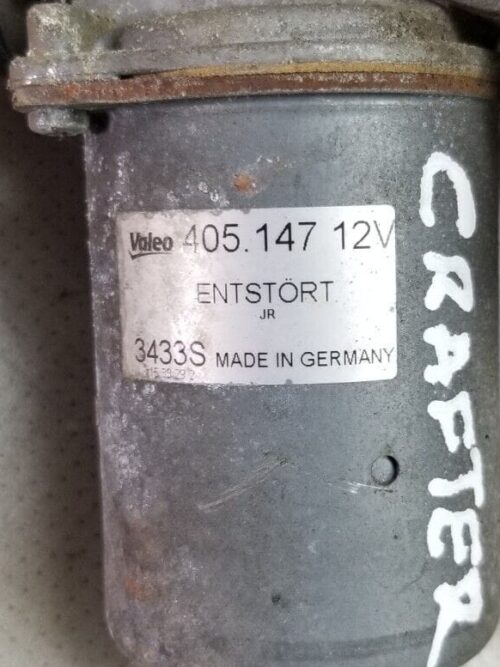 Valeo 405.147 12V
ENTSTÖRT
JR
3433S MADE IN GERMANY
CRAFTER